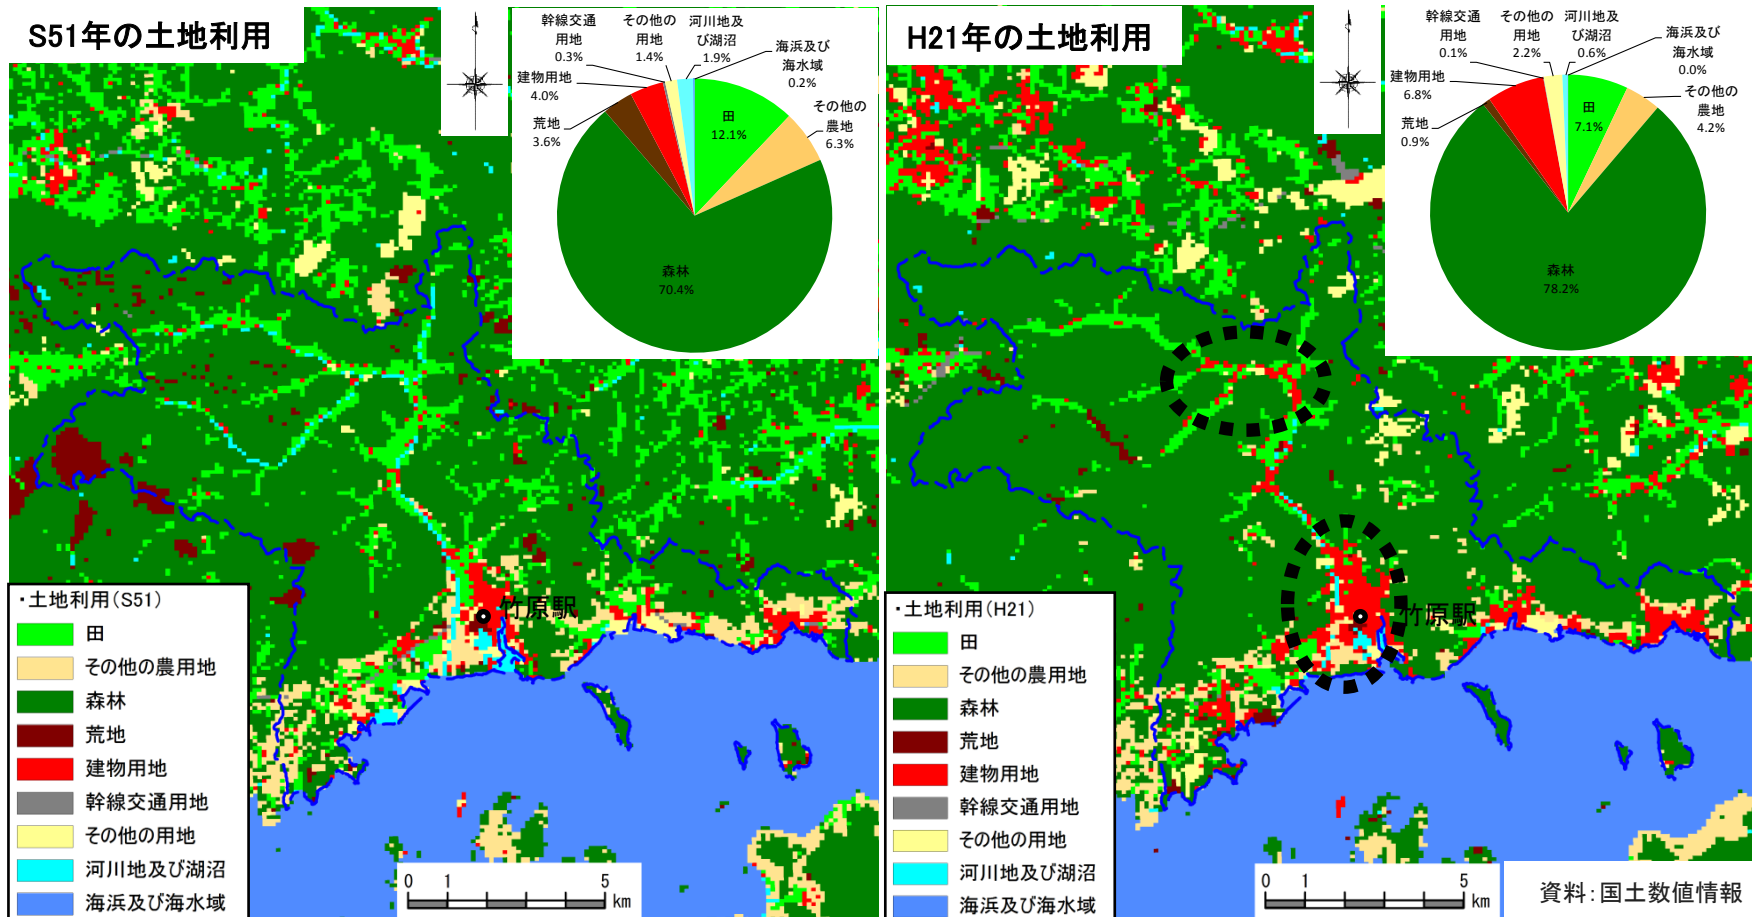 S51年の土地利用
幹線交通
用地
0.3%
その他の
用地
1.4%
河川地及
び湖沼
1.9%
海浜及び
海水域
0.2%
建物用地
4.0%
荒地
3.6%
田
12.1%
その他の
農地
6.3%
森林
70.4%
竹原駅
・土地利用(S51)
田
その他の農用地
森林
荒地
建物用地
幹線交通用地
その他の用地
河川地及び湖沼
海浜及び海水域
0 1 5
km
H21年の土地利用
幹線交通
用地
0.1%
その他の
用地
2.2%
河川地及
び湖沼
0.6%
海浜及び
海水域
0.0%
建物用地
6.8%
荒地
0.9%
田
7.1%
その他の
農地
4.2%
森林
78.2%
竹原駅
・土地利用(H21)
田
その他の農用地
森林
荒地
建物用地
幹線交通用地
その他の用地
河川地及び湖沼
海浜及び海水域
0 1 5
km
資料:国土数値情報